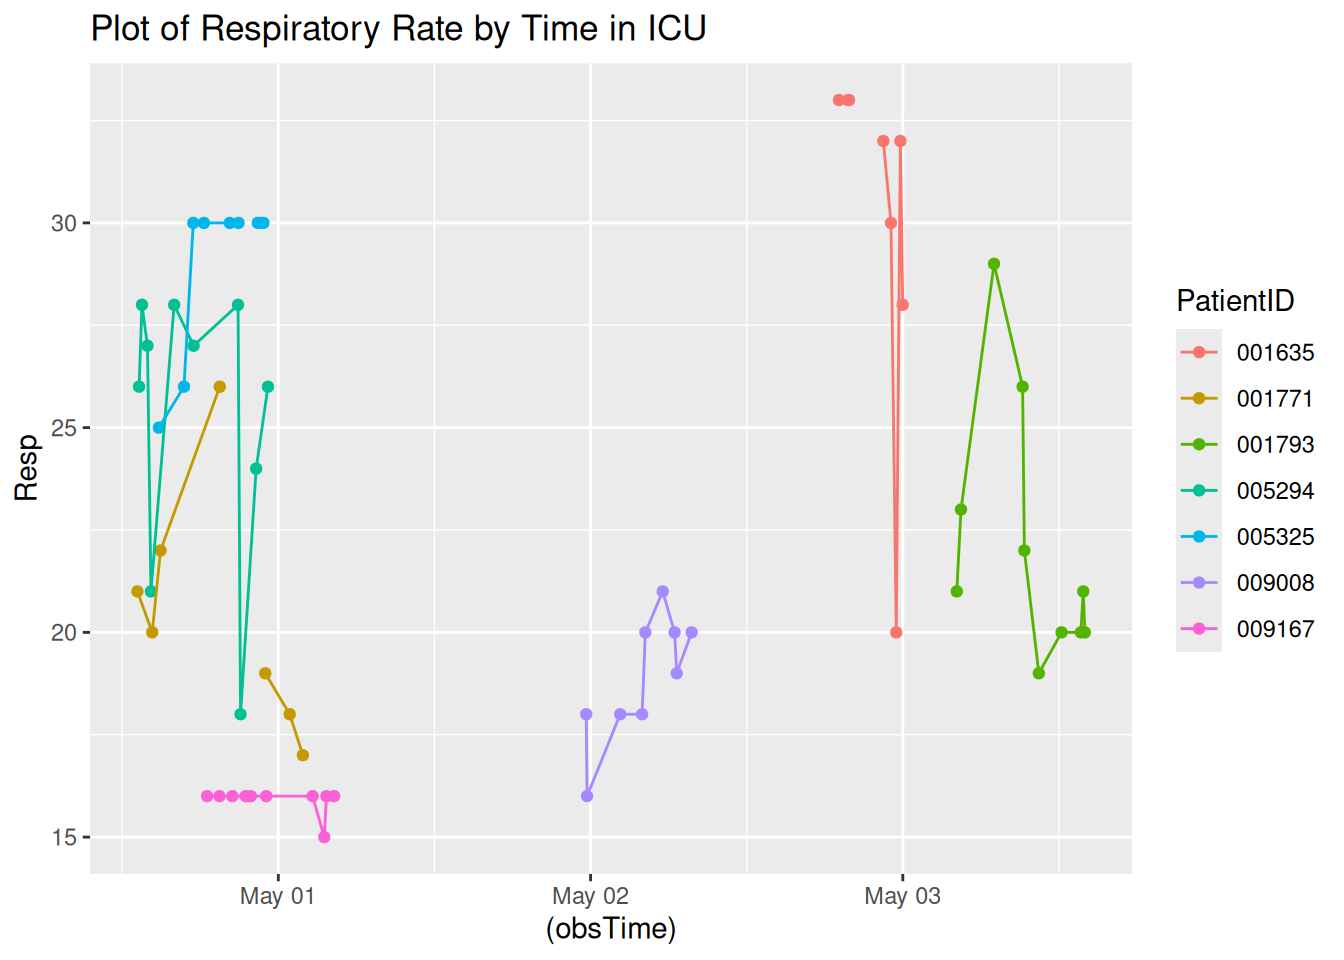 Plot of Respiratory Rate by Time in ICU
Resp
30
25
20
15
May 01
May 02
May 03
(obsTime)
PatientID
001635
001771
001793
005294
005325
009008
009167